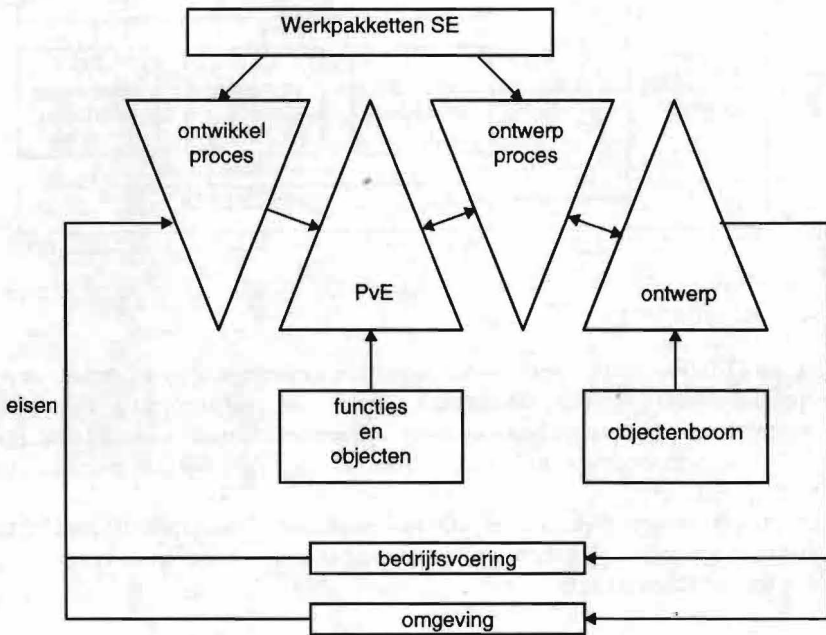 Werkpakketten SE
ontwikkel
proces
ontwerp
proces
PvE
ontwerp
eisen
functies
en
objecten
objectenboom
bedrijfsvoering
omgeving